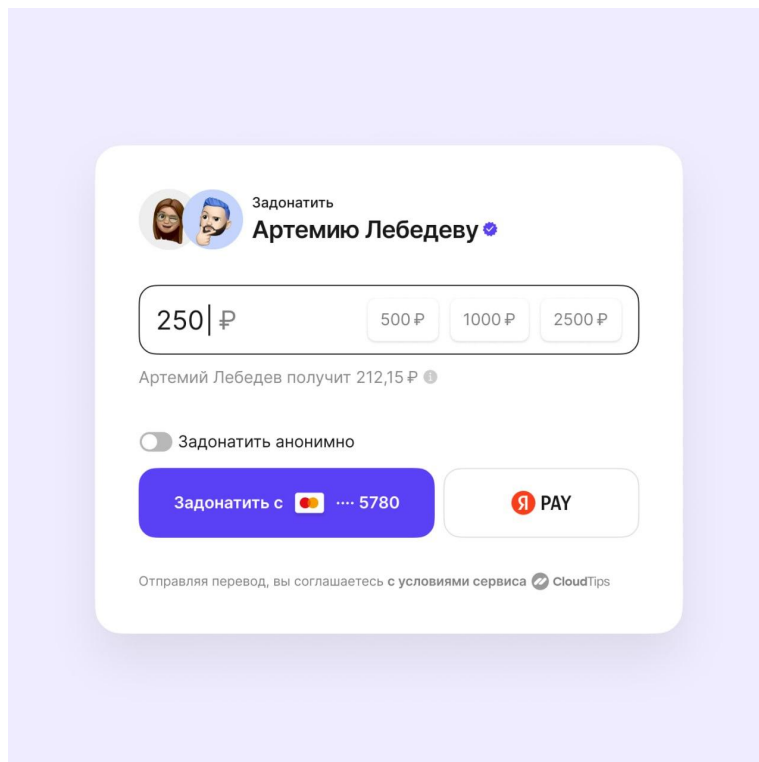 Задонатить
Артемию Лебедеву
250 ₽ 500 ₽ 1000 ₽ 2500 ₽
Артемий Лебедев получит 212,15 ₽
Задонатить анонимно
Задонатить с •••• 5780 Я PAY
Отправляя перевод, вы соглашаетесь с условиями сервиса CloudTips